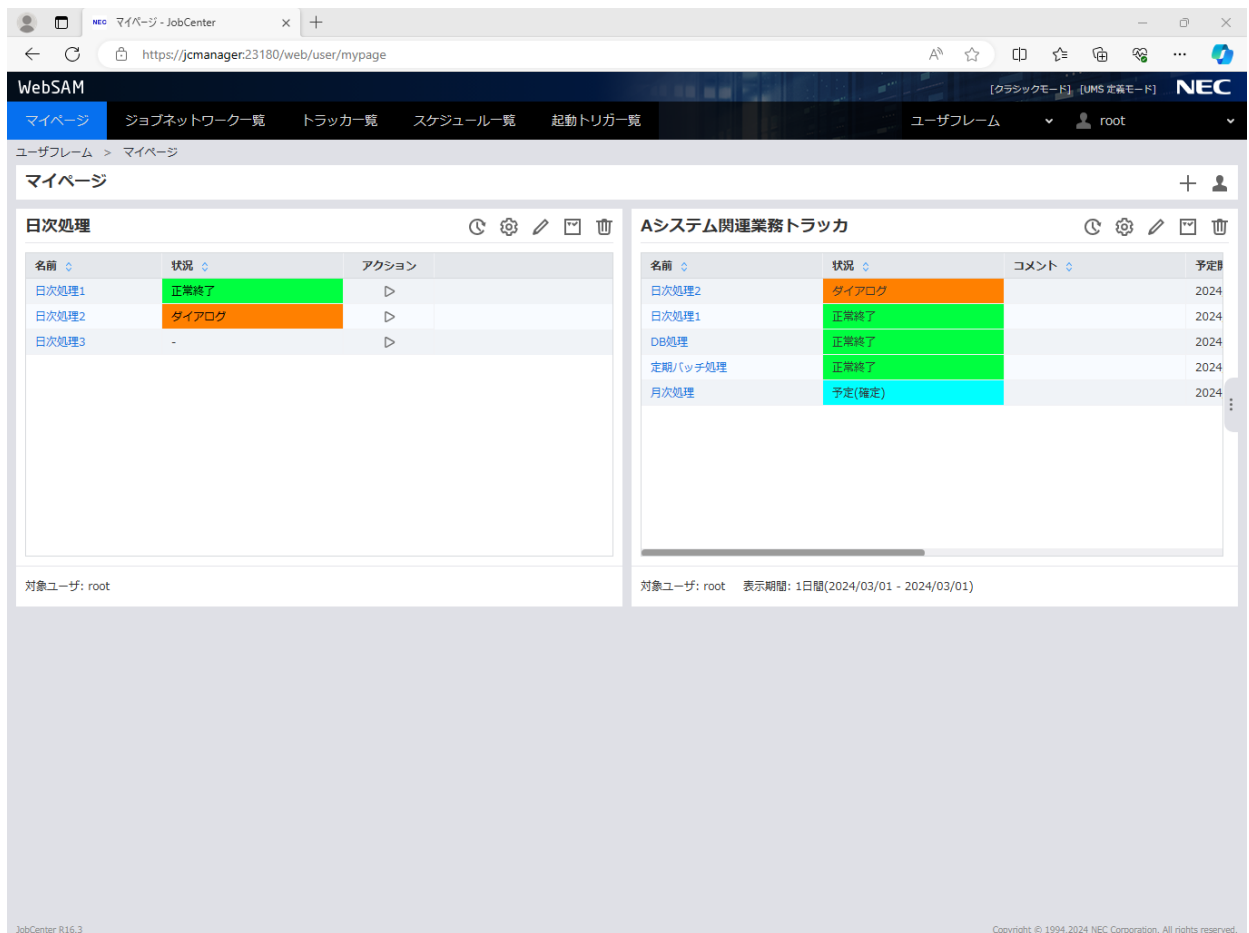 NEC マイページ - JobCenter
https://jcmanager:23180/web/user/mypage
WebSAM [クラシックモード] [UMS 定義モード] NEC
マイページ ジョブネットワーク一覧 トラッカ一覧 スケジュール一覧 起動トリガ一覧 ユーザフレーム root
ユーザフレーム > マイページ
マイページ
日次処理
名前 状況 アクション
日次処理1 正常終了
日次処理2 ダイアログ
日次処理3 -
対象ユーザ: root
Aシステム関連業務トラッカ
名前 状況 コメント 予定
日次処理2 ダイアログ 2024
日次処理1 正常終了 2024
DB処理 正常終了 2024
定期バッチ処理 正常終了 2024
月次処理 予定(確定) 2024
対象ユーザ: root 表示期間: 1日間(2024/03/01 - 2024/03/01)
JobCenter R16.3 Copyright © 1994,2024 NEC Corporation. All rights reserved.